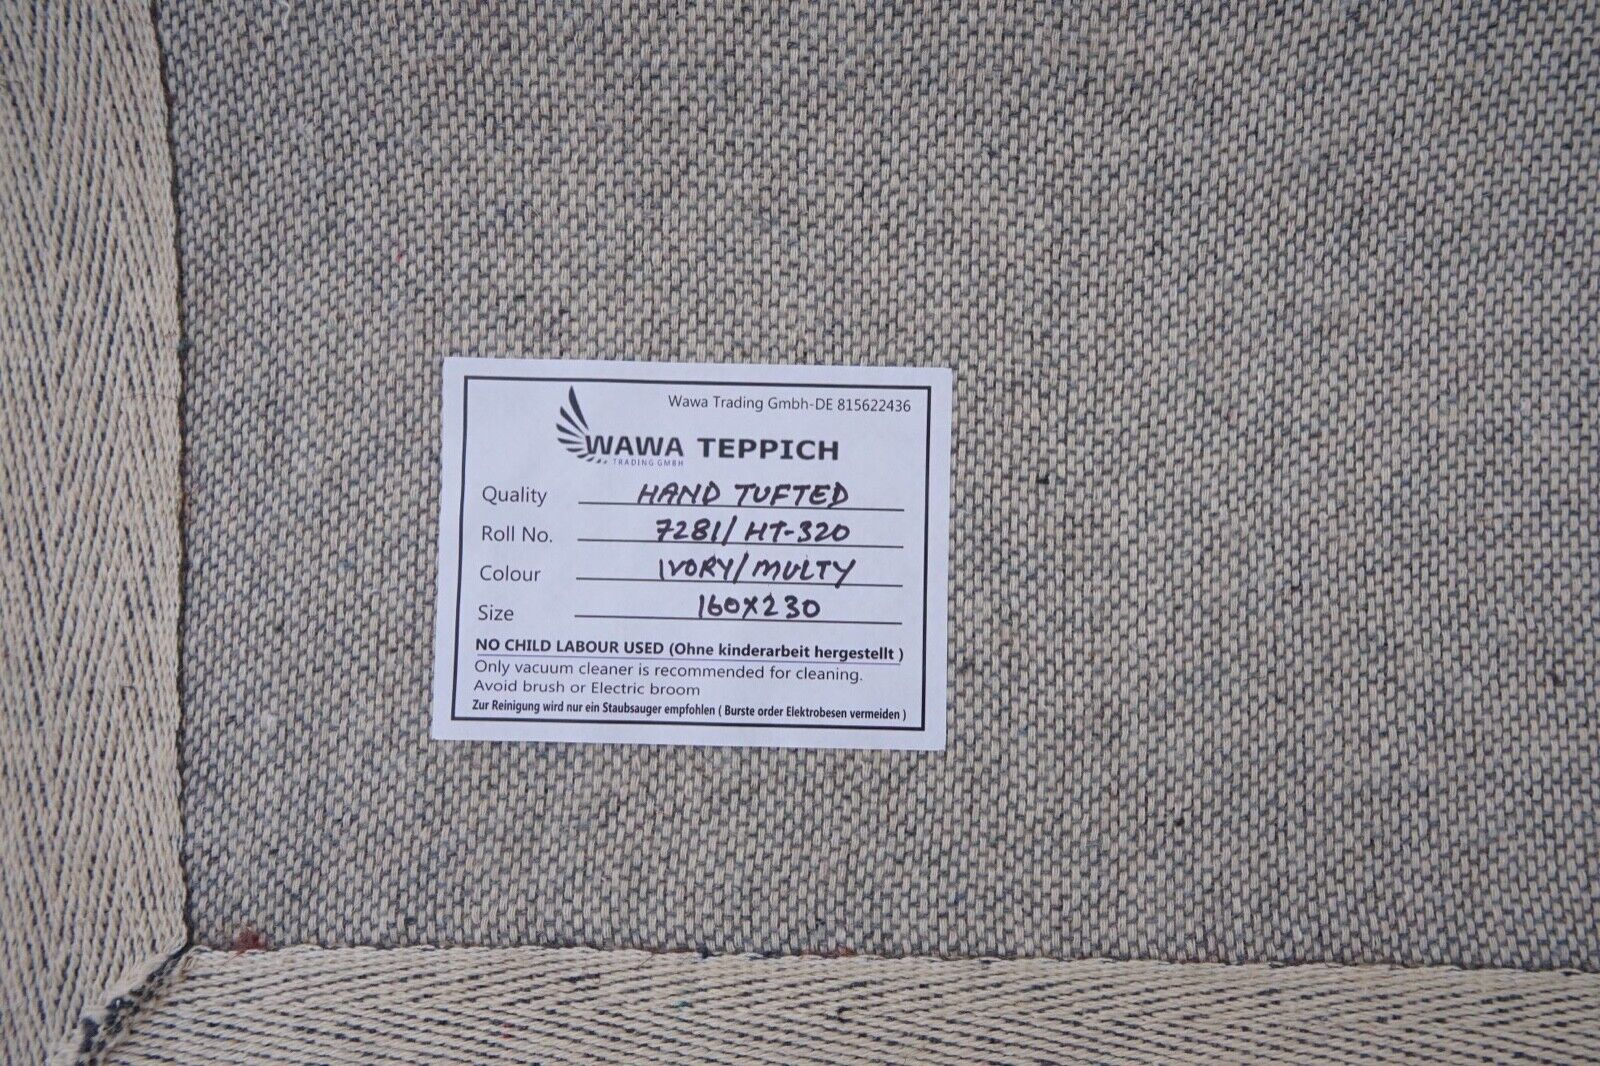 Wawa Trading Gmbh-DE 815622436
WAWA TEPPICH
TRADING GMBH
Quality HAND TUFTED
Roll No. 7281/HT-320
Colour IVORY/MULTY
Size 160X230
NO CHILD LABOUR USED (Ohne kinderarbeit hergestellt )
Only vacuum cleaner is recommended for cleaning.
Avoid brush or Electric broom
Zur Reinigung wird nur ein Staubsauger empfohlen ( Burste order Elektrobesen vermeiden )